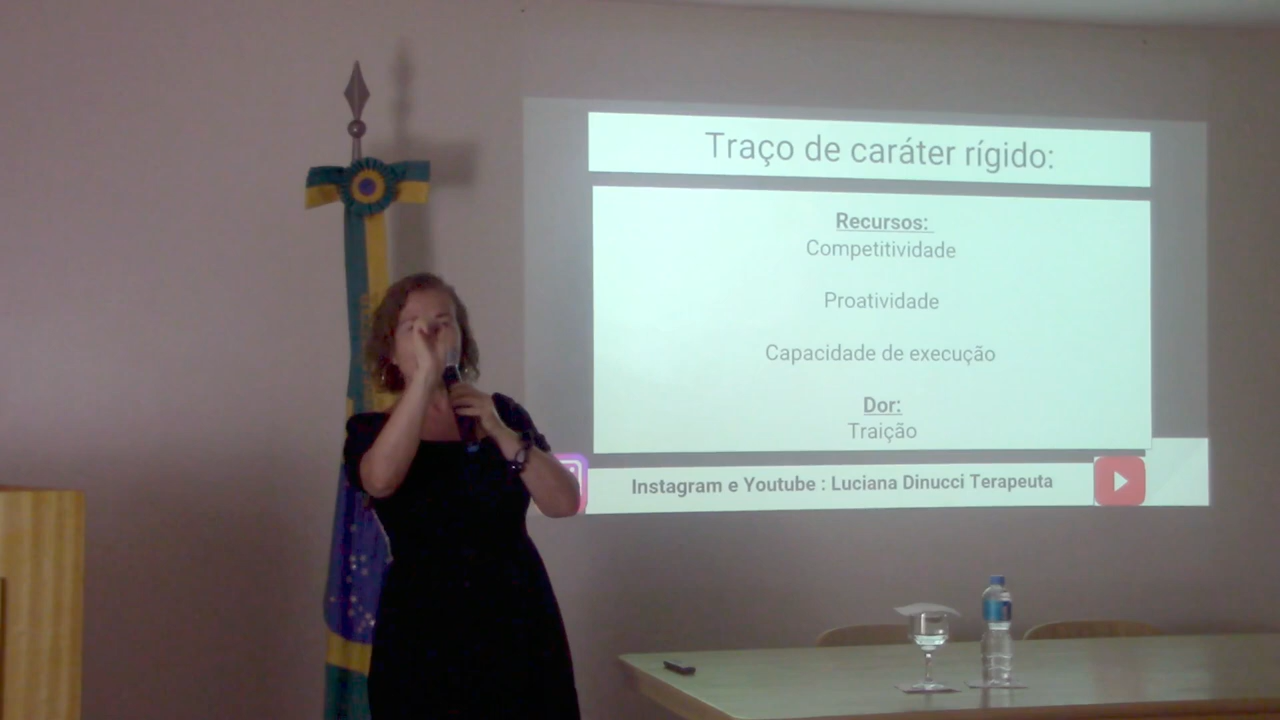 Traço de caráter rígido:
Recursos:
Competitividade
Proatividade
Capacidade de execução
Dor:
Traição
Instagram e Youtube : Luciana Dinucci Terapeuta